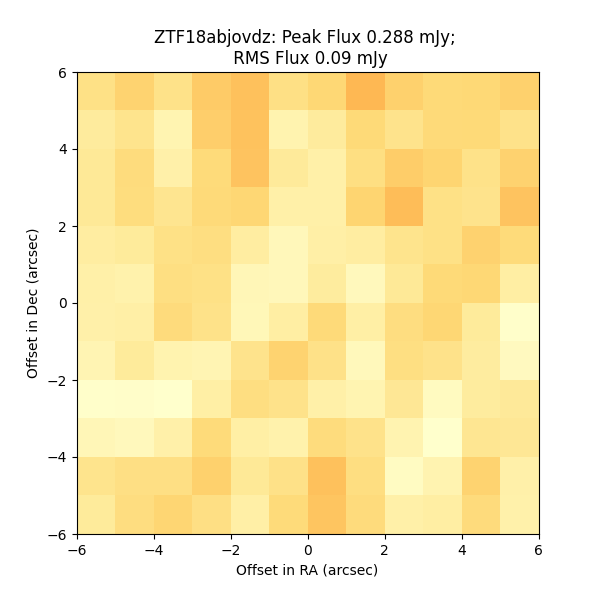 ZTF18abjovdz: Peak Flux 0.288 mJy;
RMS Flux 0.09 mJy
6
4
2
0
−2
−4
−6
Offset in Dec (arcsec)
−6 −4 −2 0 2 4 6
Offset in RA (arcsec)